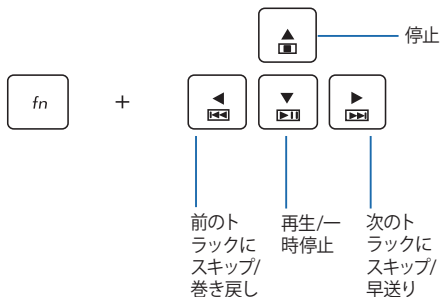 停止
fn
+
前のト
ラックに
スキップ/
巻き戻し
再生/一
時停止
次のト
ラックに
スキップ/
早送り